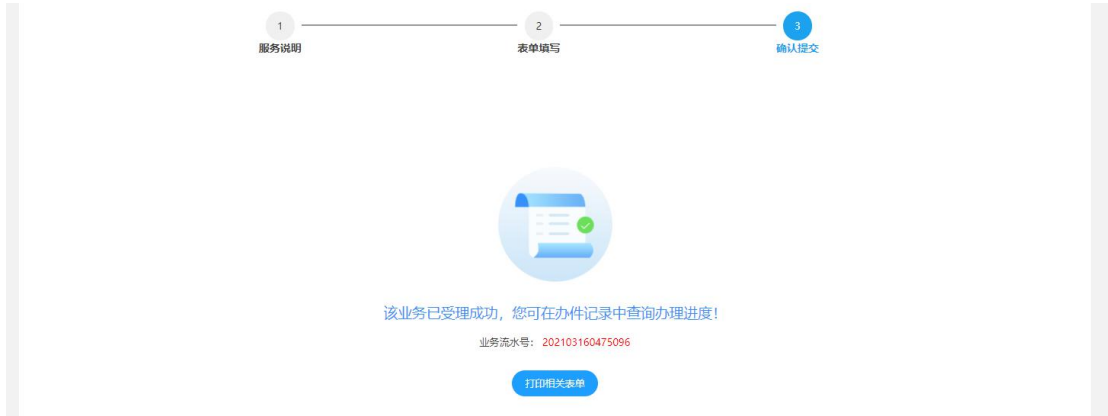 1
2
3
服务说明
表单填写
确认提交
该业务已受理成功，您可在办件记录中查询办理进度！
业务流水号： 202103160475096
打印相关表单